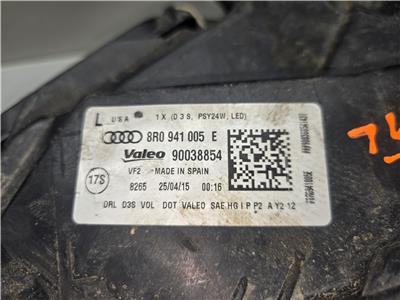 L USA 1 X (D3S, PSY24W, LED)
8R0 941 005 E
Valeo 90038854
VF2 MADE IN SPAIN
17S 8265 25/04/15 00:16
DRL D3S VOL DOT VALEO SAE HG I P P2 A Y2 12